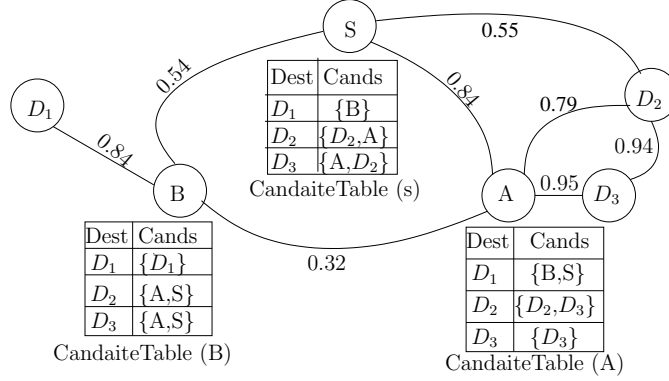 S
0.55
0.54
0.84
Dest Cands
D₁ {B}
D₂ {D₂,A}
D₃ {A,D₂}
CandaiteTable (s)
D₁
0.84
D₂
0.79
0.94
B
A
0.95
D₃
0.32
Dest Cands
D₁ {D₁}
D₂ {A,S}
D₃ {A,S}
CandaiteTable (B)
Dest Cands
D₁ {B,S}
D₂ {D₂,D₃}
D₃ {D₃}
CandaiteTable (A)